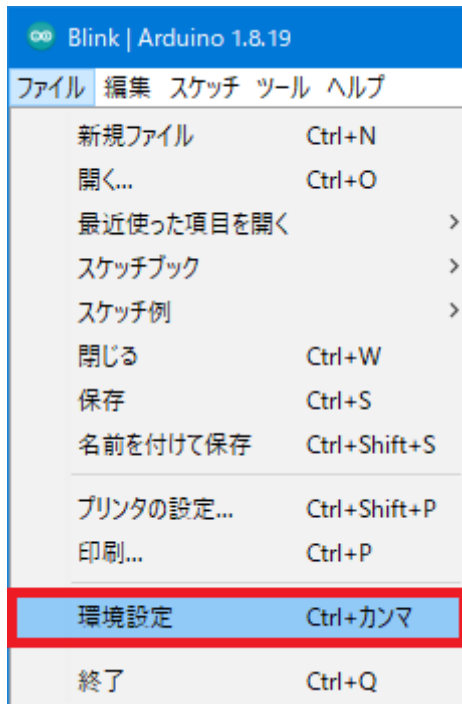 Blink | Arduino 1.8.19
ファイル 編集 スケッチ ツール ヘルプ
新規ファイル Ctrl+N
開く... Ctrl+O
最近使った項目を開く >
スケッチブック >
スケッチ例 >
閉じる Ctrl+W
保存 Ctrl+S
名前を付けて保存 Ctrl+Shift+S
プリンタの設定... Ctrl+Shift+P
印刷... Ctrl+P
環境設定 Ctrl+カンマ
終了 Ctrl+Q